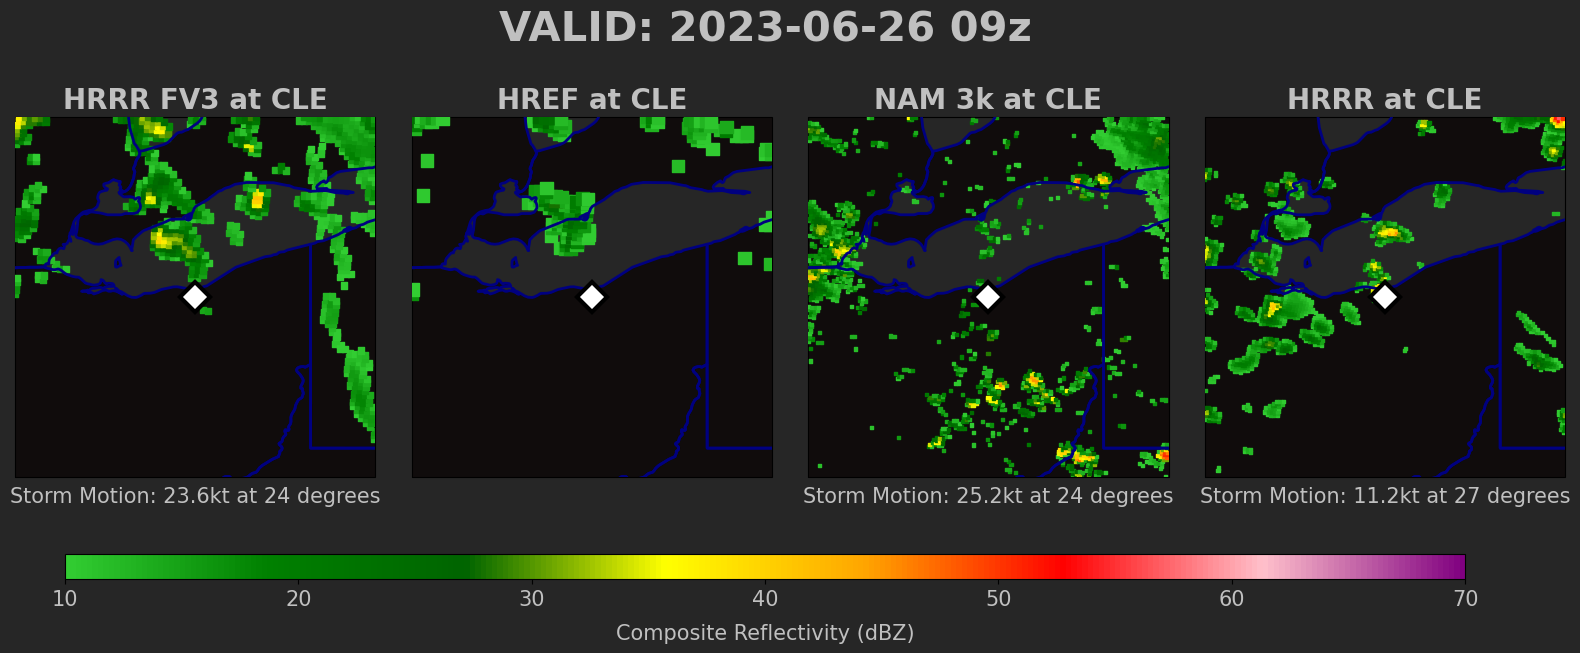 VALID: 2023-06-26 09z
HRRR FV3 at CLE
HREF at CLE
NAM 3k at CLE
HRRR at CLE
Storm Motion: 23.6kt at 24 degrees
Storm Motion: 25.2kt at 24 degrees
Storm Motion: 11.2kt at 27 degrees
10 20 30 40 50 60 70
Composite Reflectivity (dBZ)